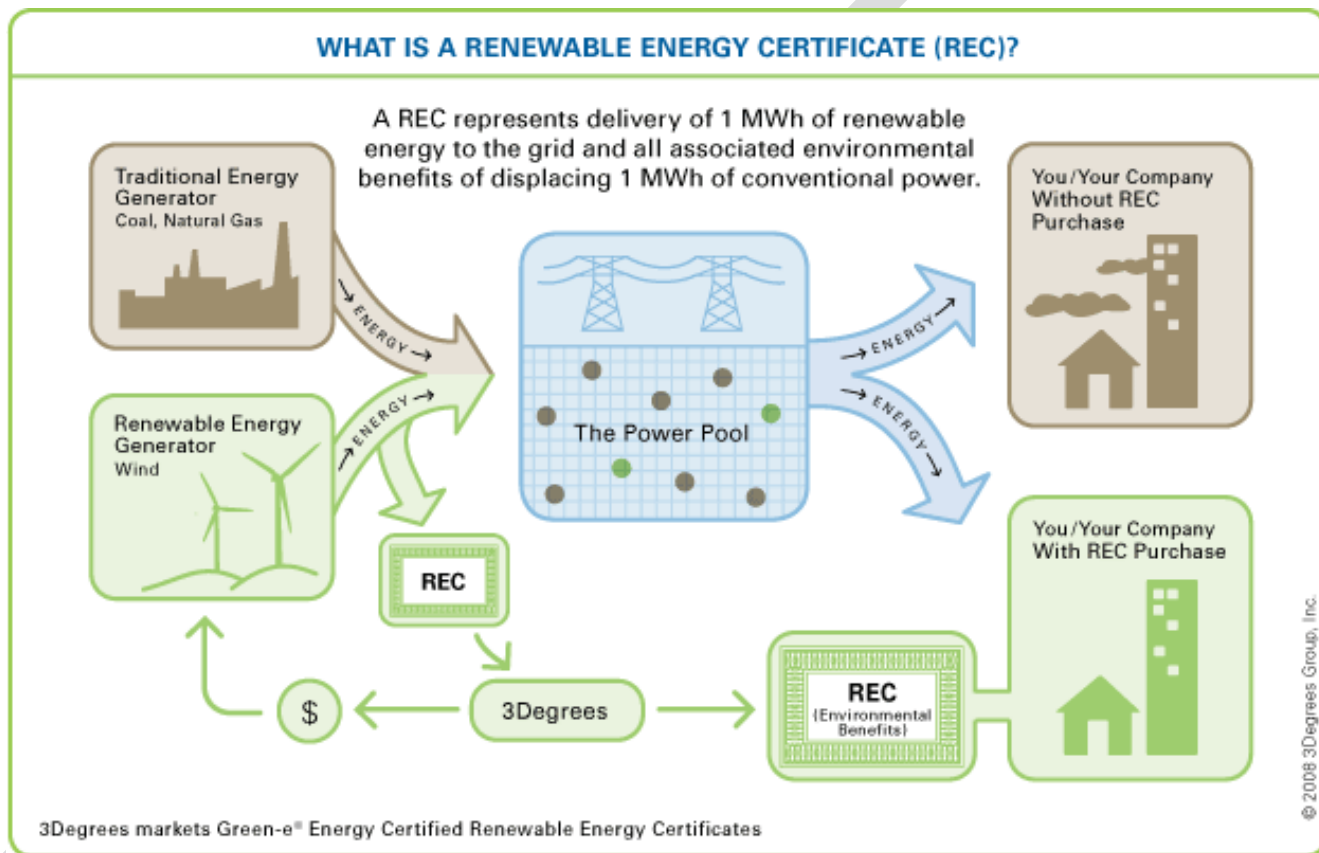 WHAT IS A RENEWABLE ENERGY CERTIFICATE (REC)?
A REC represents delivery of 1 MWh of renewable
energy to the grid and all associated environmental
benefits of displacing 1 MWh of conventional power.
Traditional Energy
Generator
Coal, Natural Gas
ENERGY
Renewable Energy
Generator
Wind
ENERGY
The Power Pool
ENERGY
ENERGY
You/Your Company
Without REC
Purchase
You/Your Company
With REC Purchase
REC
$
3Degrees
REC
(Environmental
Benefits)
3Degrees markets Green-e® Energy Certified Renewable Energy Certificates
© 2008 3Degrees Group, Inc.